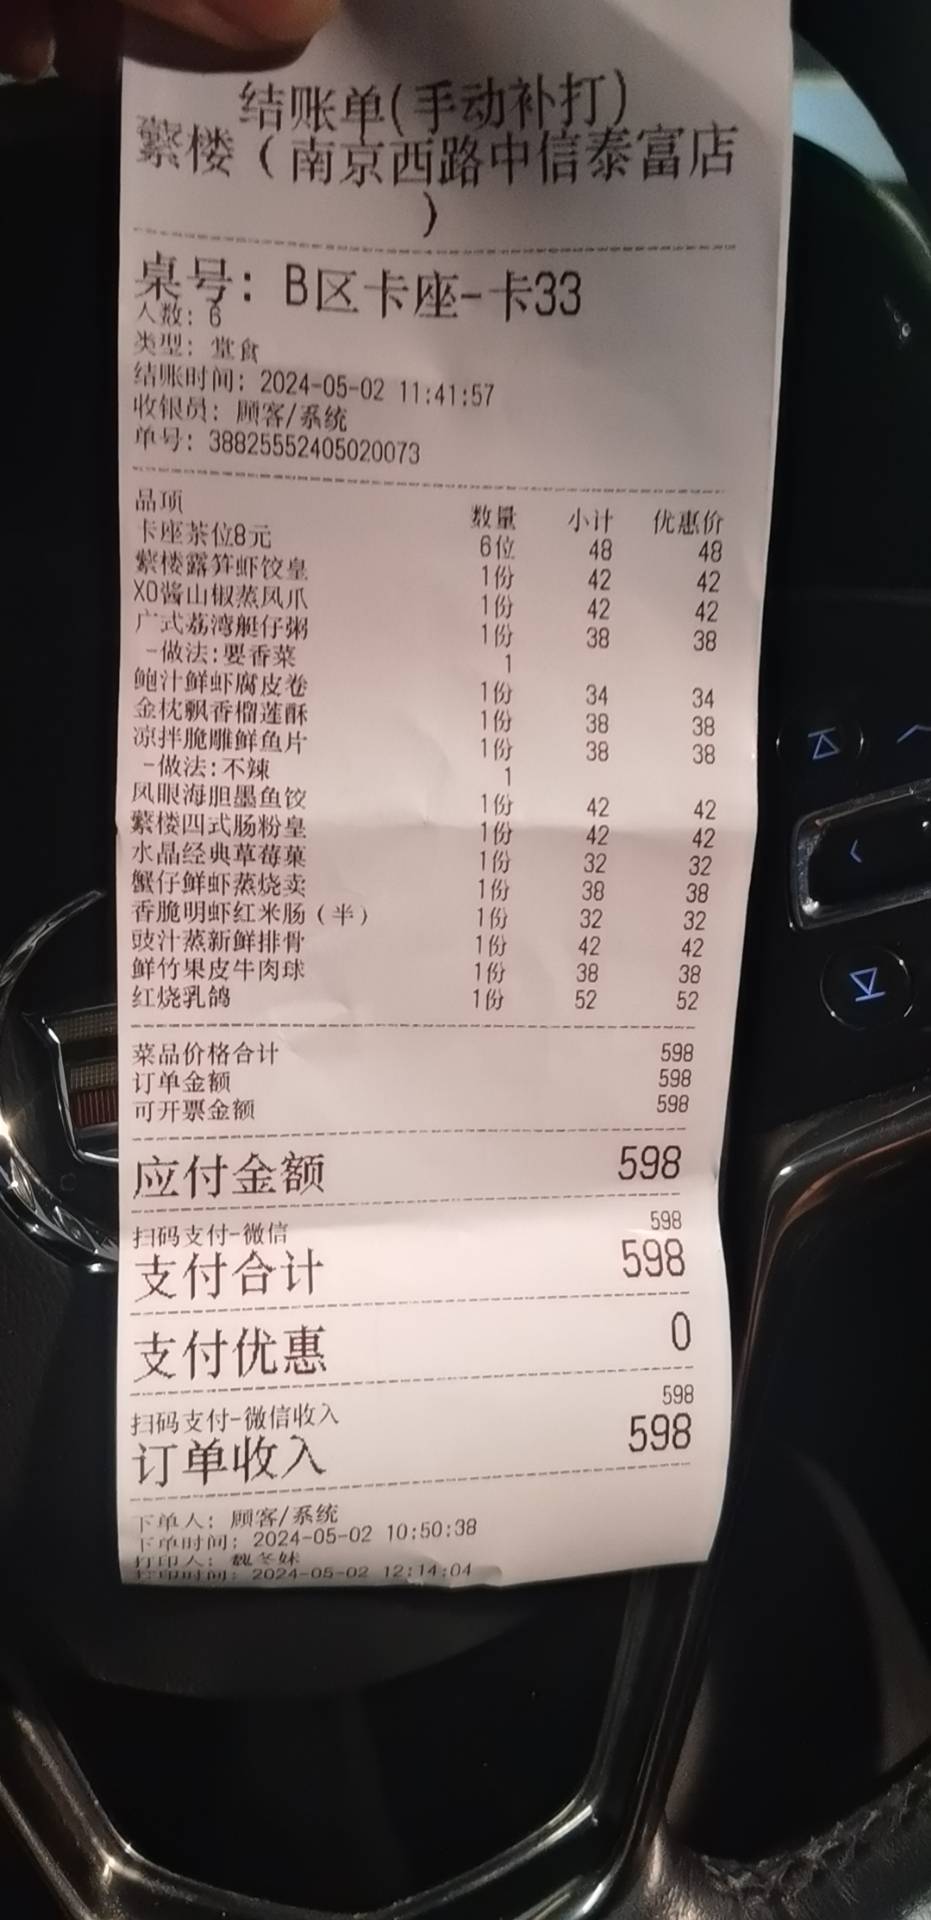 结账单(手动补打)
蘩楼（南京西路中信泰富店
）
桌号: B区卡座-卡33
人数: 6
类型: 堂食
结账时间: 2024-05-02 11:41:57
收银员: 顾客/系统
单号: 38825552405020073
品项 数量 小计 优惠价
卡座茶位8元 6位 48 48
蘩楼露笋虾饺皇 1份 42 42
XO酱山椒蒸凤爪 1份 42 42
广式荔湾艇仔粥 1份 38 38
-做法:要香菜 1
鲍汁鲜虾腐皮卷 1份 34 34
金枕飘香榴莲酥 1份 38 38
凉拌脆雕鲜鱼片 1份 38 38
-做法:不辣 1
凤眼海胆墨鱼饺 1份 42 42
蘩楼四式肠粉皇 1份 42 42
水晶经典草莓菓 1份 32 32
蟹仔鲜虾蒸烧卖 1份 38 38
香脆明虾红米肠（半） 1份 32 32
豉汁蒸新鲜排骨 1份 42 42
鲜竹果皮牛肉球 1份 38 38
红烧乳鸽 1份 52 52
菜品价格合计 598
订单金额 598
可开票金额 598
应付金额 598
扫码支付-微信 598
支付合计 598
支付优惠 0
扫码支付-微信收入 598
订单收入 598
下单人: 顾客/系统
下单时间: 2024-05-02 10:50:38
打印人: 魏冬妹
打印时间: 2024-05-02 12:14:04